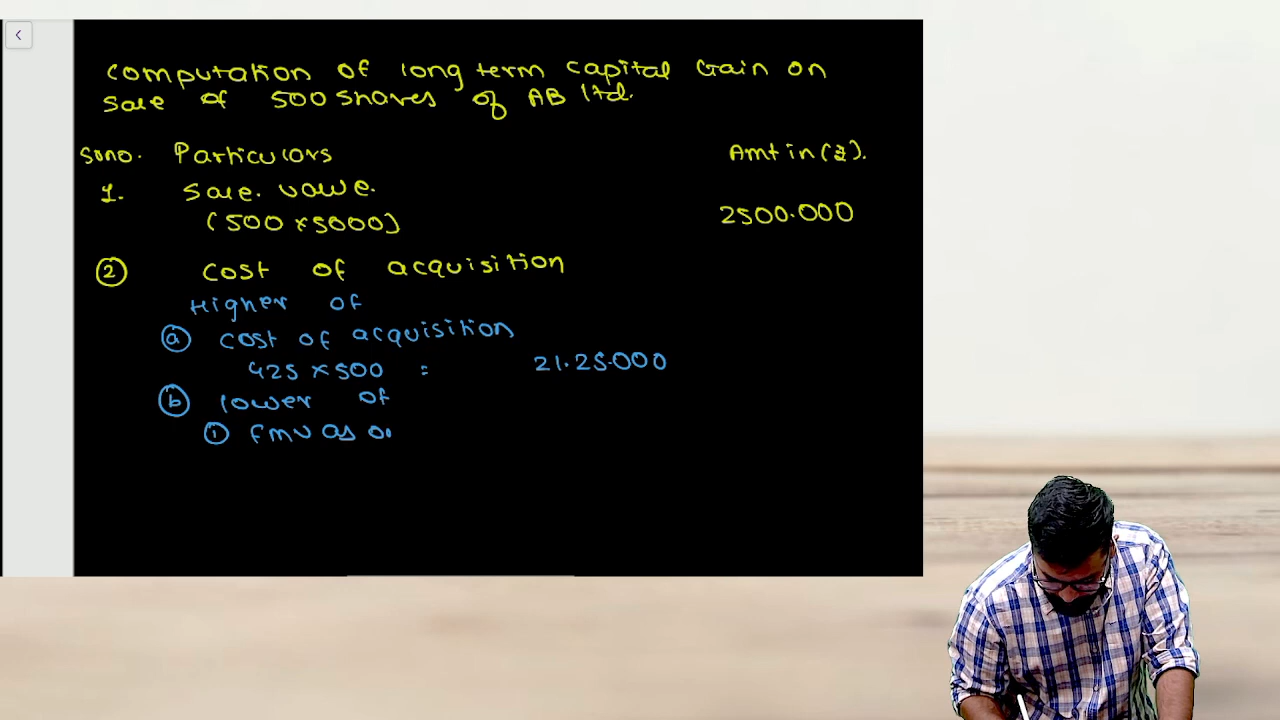 Computation of long term Capital Gain on
Sale of 500 Shares of AB ltd.
Sr.no. Particulars Amt in (₹).
1. Sale. value.
(500 x 5000) 2500.000
2 Cost of acquisition
Higher of
a cost of acquisition
425 x 500 = 21.25.000
b lower of
1 FMV as on